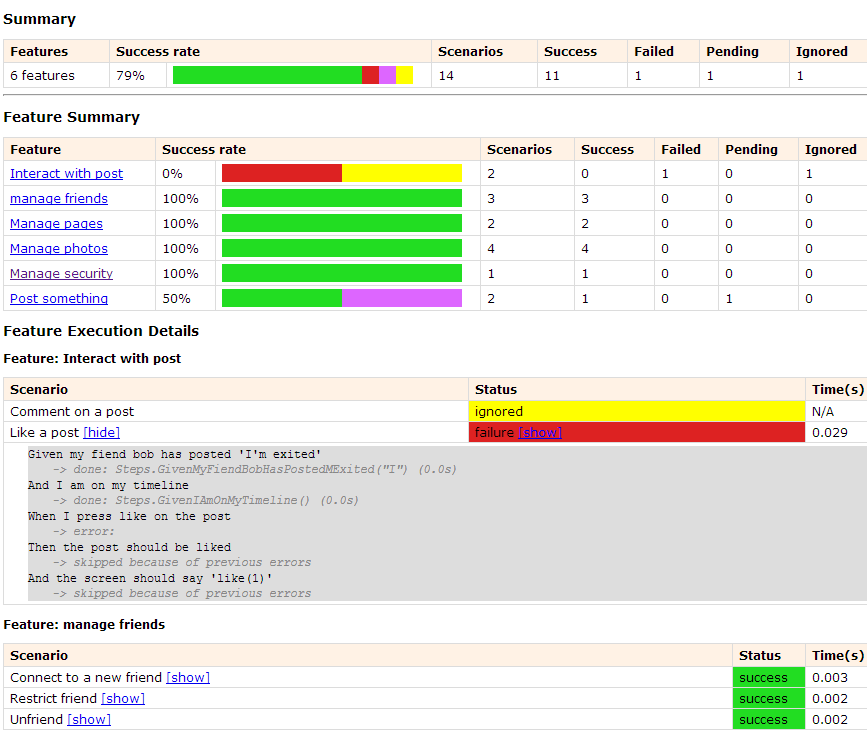 Summary
Features Success rate Scenarios Success Failed Pending Ignored
6 features 79% 14 11 1 1 1
Feature Summary
Feature Success rate Scenarios Success Failed Pending Ignored
Interact with post 0% 2 0 1 0 1
manage friends 100% 3 3 0 0 0
Manage pages 100% 2 2 0 0 0
Manage photos 100% 4 4 0 0 0
Manage security 100% 1 1 0 0 0
Post something 50% 2 1 0 1 0
Feature Execution Details
Feature: Interact with post
Scenario Status Time(s)
Comment on a post ignored N/A
Like a post [hide] failure [show] 0.029
Given my fiend bob has posted 'I'm exited'
-> done: Steps.GivenMyFiendBobHasPostedMExited("I") (0.0s)
And I am on my timeline
-> done: Steps.GivenIAmOnMyTimeline() (0.0s)
When I press like on the post
-> error:
Then the post should be liked
-> skipped because of previous errors
And the screen should say 'like(1)'
-> skipped because of previous errors
Feature: manage friends
Scenario Status Time(s)
Connect to a new friend [show] success 0.003
Restrict friend [show] success 0.002
Unfriend [show] success 0.002